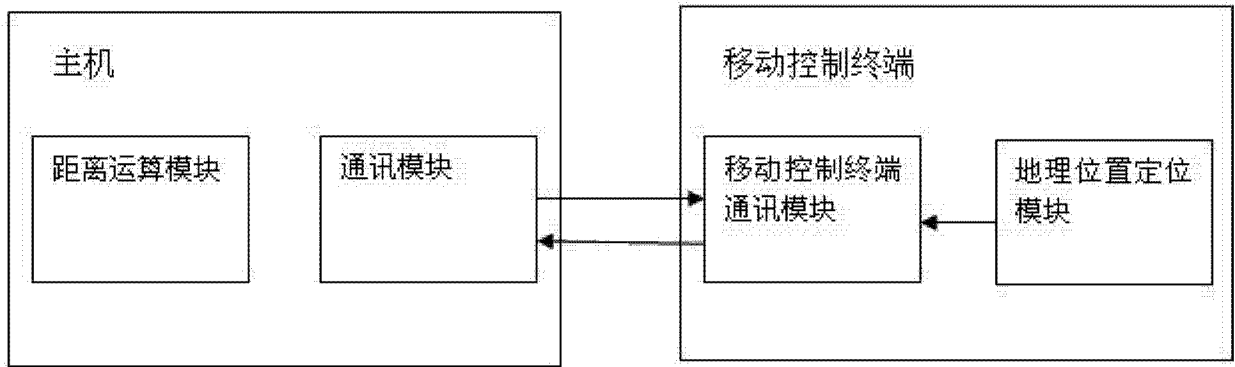 主机
移动控制终端
距离运算模块
通讯模块
移动控制终端
通讯模块
地理位置定位
模块